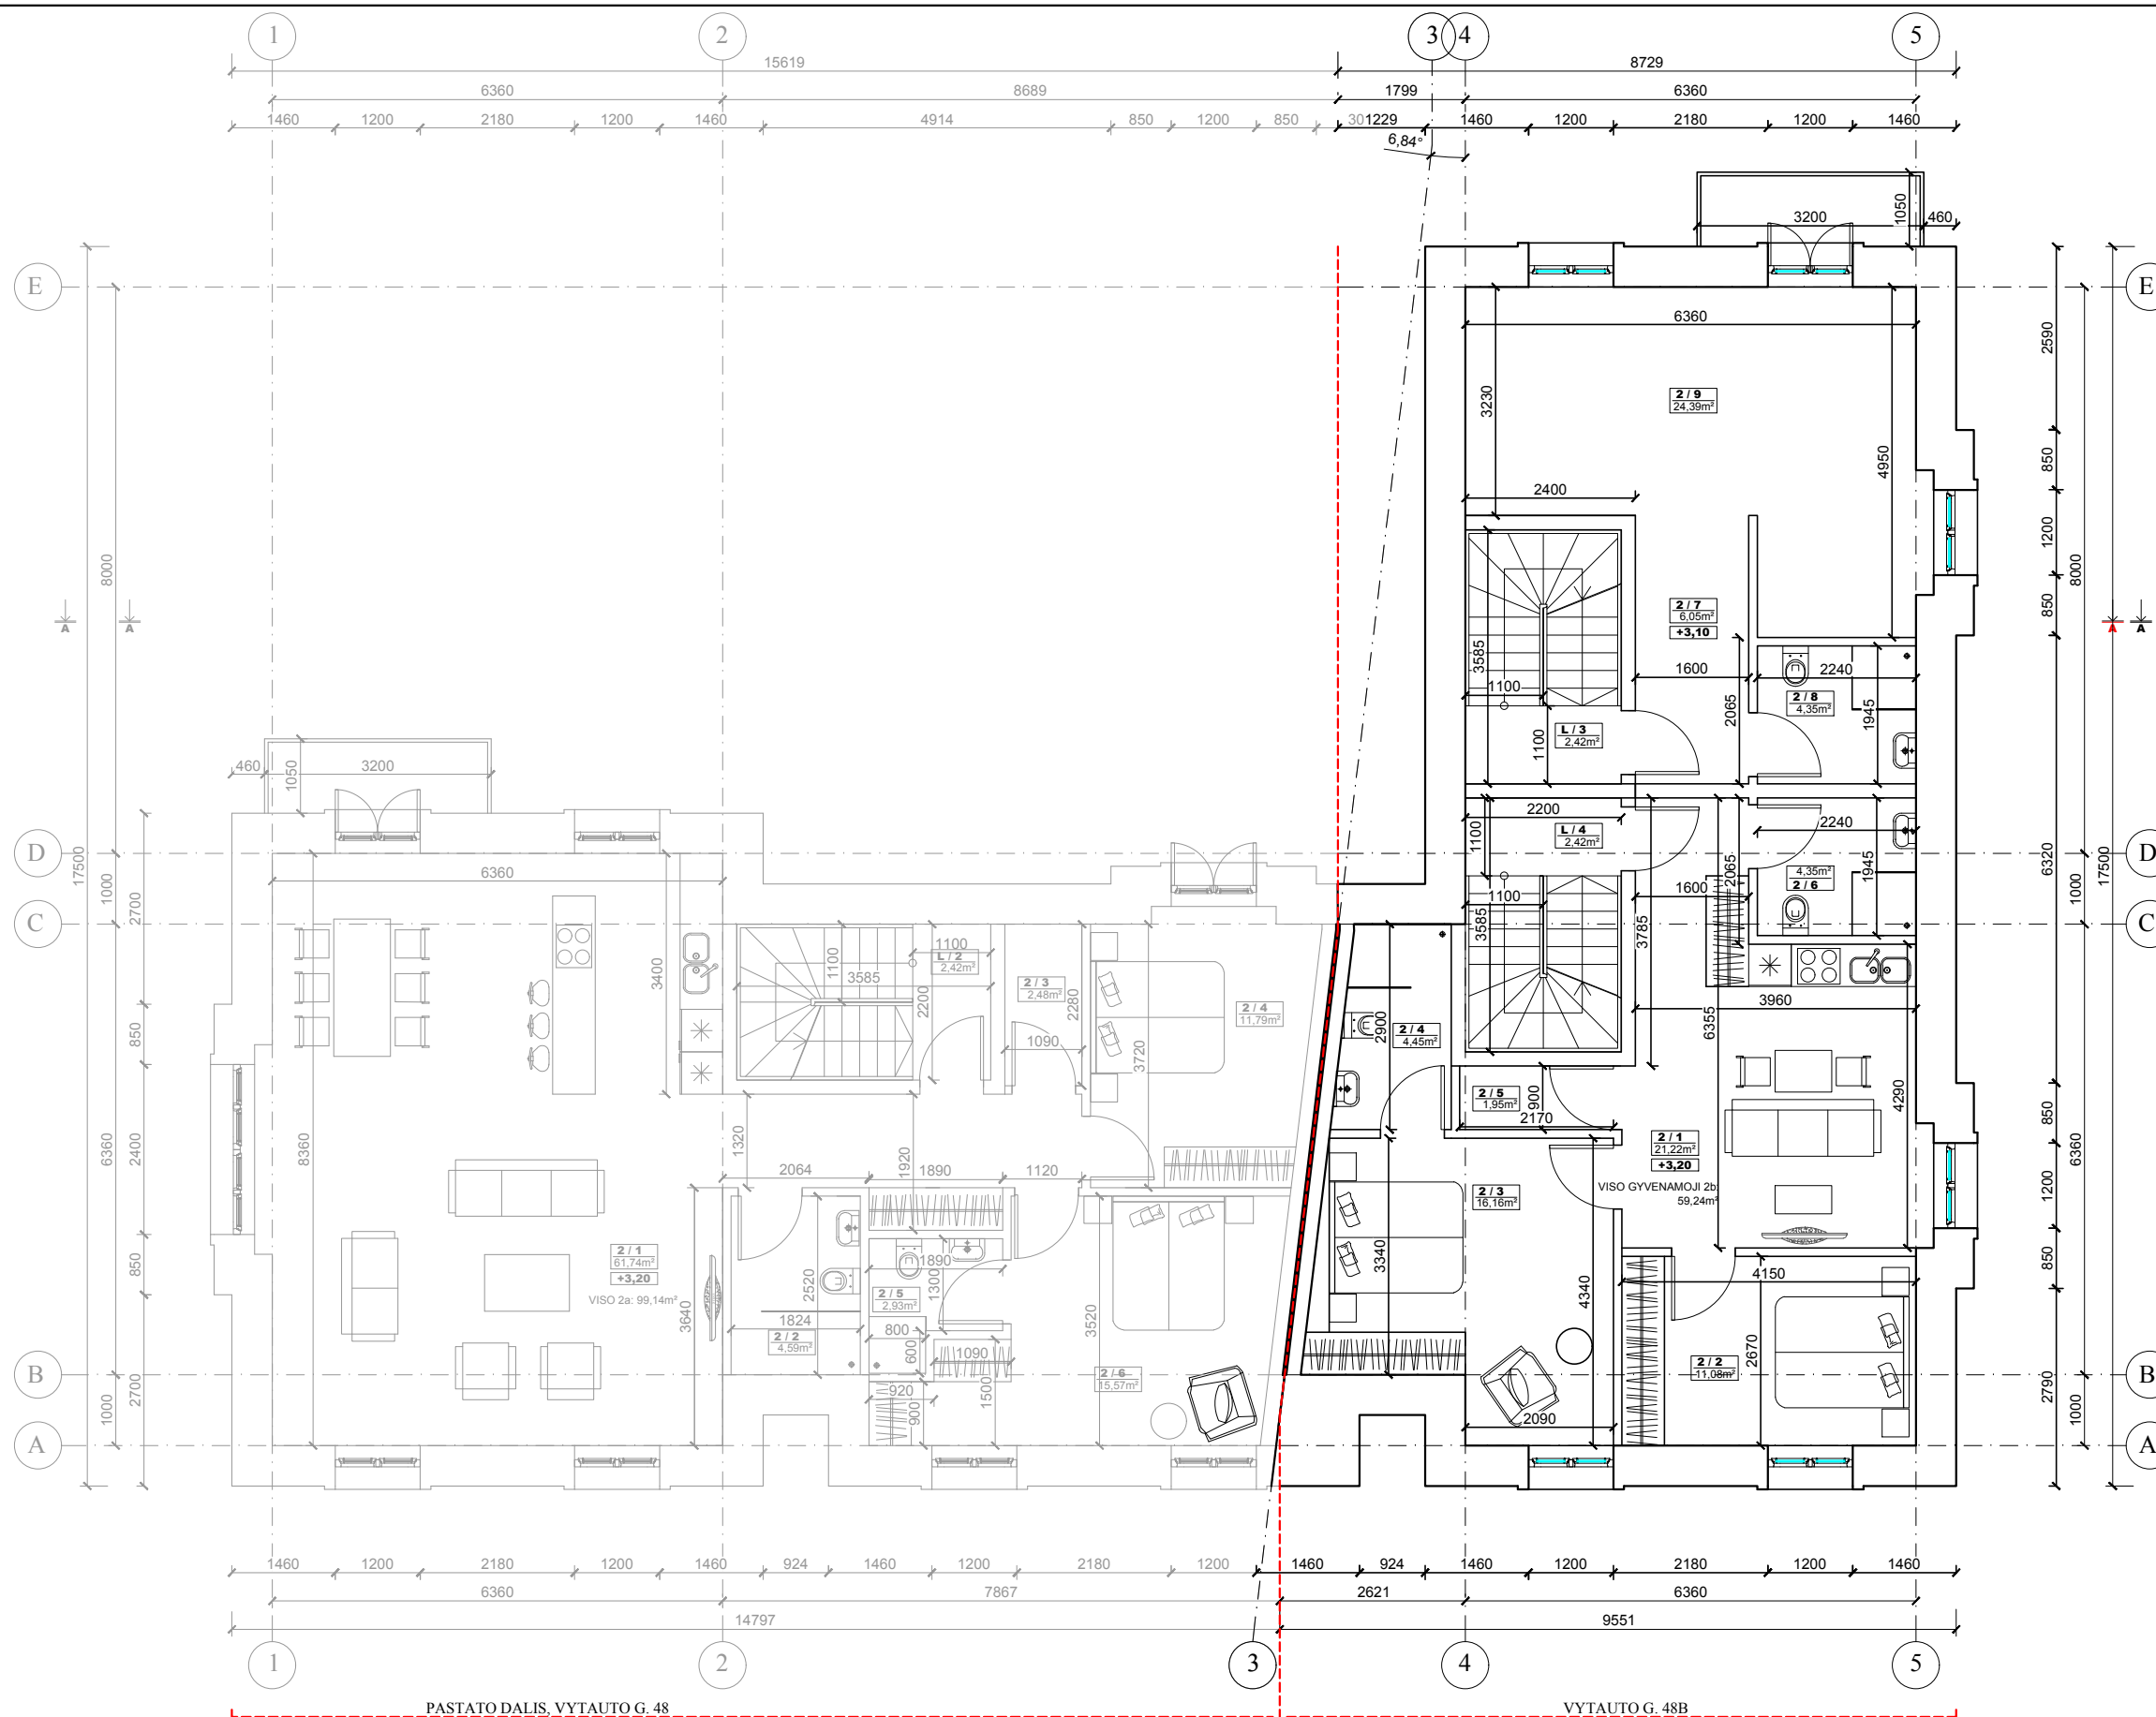 1 2 3 4 5
15619 8729
6360 8689 1799 6360
1460 1200 2180 1200 1460 4914 850 1200 850 30 1229 1460 1200 2180 1200 1460
6,84°
3200 1050 460
E E
6360
2590
3230
2 / 9
24,39m²
850
4950
2400
1200
8000 8000
850
A A A A
2 / 7
6,05m²
+3,10
3585
1600
2240
1100
2065
2 / 8
4,35m²
1945
L / 3
2,42m²
1100
460 1050 3200
2200
1100
L / 4
2,42m²
2240
D D
17500 1000 2700
6360
2065
4,35m²
2 / 6
1945
6320 1000 17500
1600
1100
3585
3785
C C
3400
1100
L / 2
2,42m²
1100
3585
2200
2 / 3
2,48m²
2280
2 / 4
11,79m²
3960
6355
850
2900
2 / 4
4,45m²
1090
3720
2 / 5
1,95m²
900
2170
4290
850
6360 2400
8360
1320
1920
2064 1890 1120
2 / 1
21,22m²
+3,20
6360
1200
2 / 3
16,16m²
VISO GYVENAMOJI 2b:
59,24m²
2 / 1
61,74m²
+3,20
VISO 2a: 99,14m²
850
3640
2520
1890
1300
2 / 5
2,93m²
3340
4340
4150
850
1824
2 / 2
4,59m²
800
600
1090
3520
2670
2 / 2
11,08m²
B B
1000 2700
920
900
1500
2 / 6
15,57m²
2090
2790 1000
A A
1460 1200 2180 1200 1460 924 1460 1200 2180 1200 1460 924 1460 1200 2180 1200 1460
6360 7867 2621 6360
14797 9551
1 2 3 4 5
PASTATO DALIS, VYTAUTO G. 48 VYTAUTO G. 48B